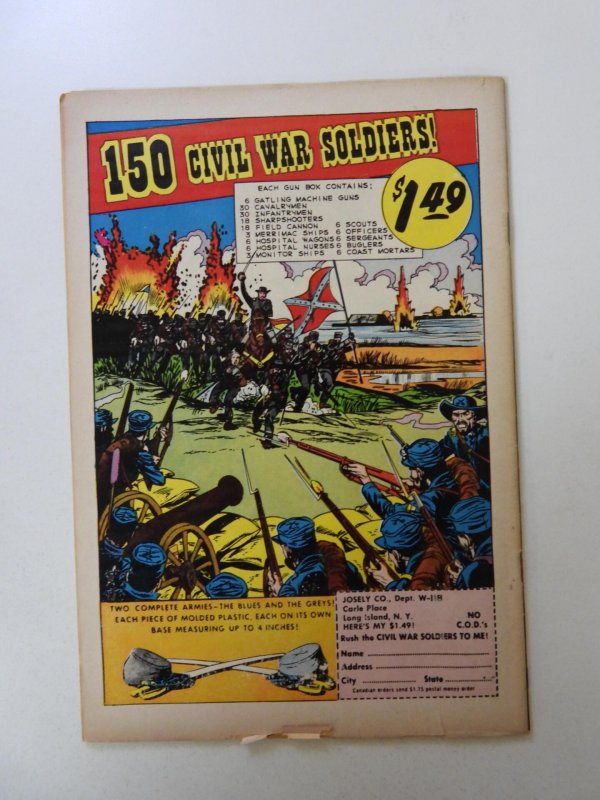 150 CIVIL WAR SOLDIERS!
$1.49
EACH GUN BOX CONTAINS;
6 GATLING MACHINE GUNS
30 CAVALRYMEN
30 INFANTRYMEN
18 SHARPSHOOTERS
18 FIELD CANNON
3 MERRIMAC SHIPS
6 HOSPITAL WAGONS
6 HOSPITAL NURSES
3 MONITOR SHIPS
6 SCOUTS
6 OFFICERS
6 SERGEANTS
6 BUGLERS
6 COAST MORTARS
TWO COMPLETE ARMIES-THE BLUES AND THE GREYS!
EACH PIECE OF MOLDED PLASTIC, EACH ON ITS OWN
BASE MEASURING UP TO 4 INCHES!
JOSELY CO., Dept. W-11B
Carle Place
Long Island, N. Y.
HERE'S MY $1.49!
NO
C.O.D.'s
Rush the CIVIL WAR SOLDIERS TO ME!
Name
Address
City State
Canadian orders send $1.75 postal money order